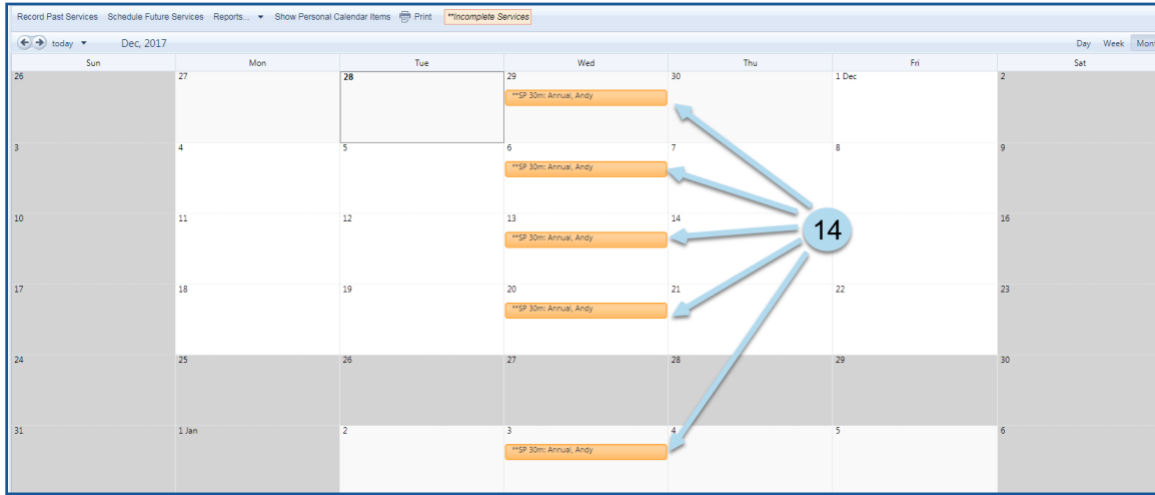 Record Past Services Schedule Future Services Reports... Show Personal Calendar Items Print **Incomplete Services
today Dec, 2017 Day Week Mont
Sun Mon Tue Wed Thu Fri Sat
26 27 28 29 30 1 Dec 2
**SP 30m: Annual, Andy
3 4 5 6 7 8 9
**SP 30m: Annual, Andy
10 11 12 13 14 16
**SP 30m: Annual, Andy
14
17 18 19 20 21 22 23
**SP 30m: Annual, Andy
24 25 26 27 28 29 30
31 1 Jan 2 3 4 5 6
**SP 30m: Annual, Andy